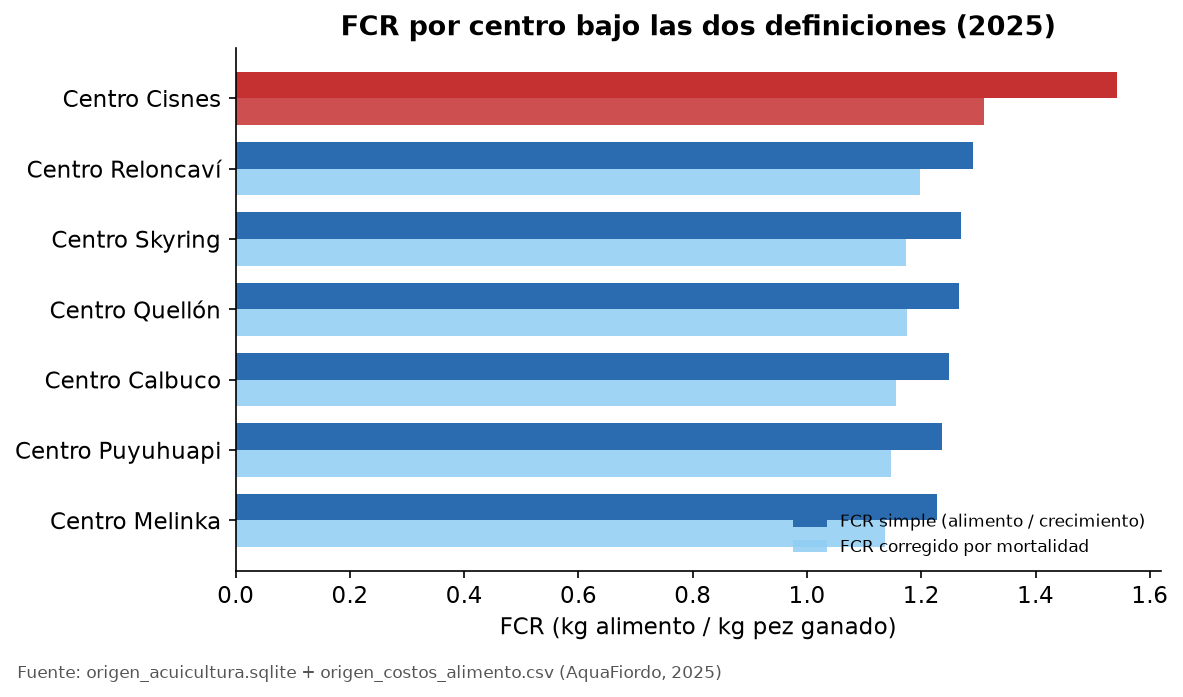 FCR por centro bajo las dos definiciones (2025)
Centro Cisnes
Centro Reloncaví
Centro Skyring
Centro Quellón
Centro Calbuco
Centro Puyuhuapi
Centro Melinka
FCR simple (alimento / crecimiento)
FCR corregido por mortalidad
0.0 0.2 0.4 0.6 0.8 1.0 1.2 1.4 1.6
FCR (kg alimento / kg pez ganado)
Fuente: origen_acuicultura.sqlite + origen_costos_alimento.csv (AquaFiordo, 2025)